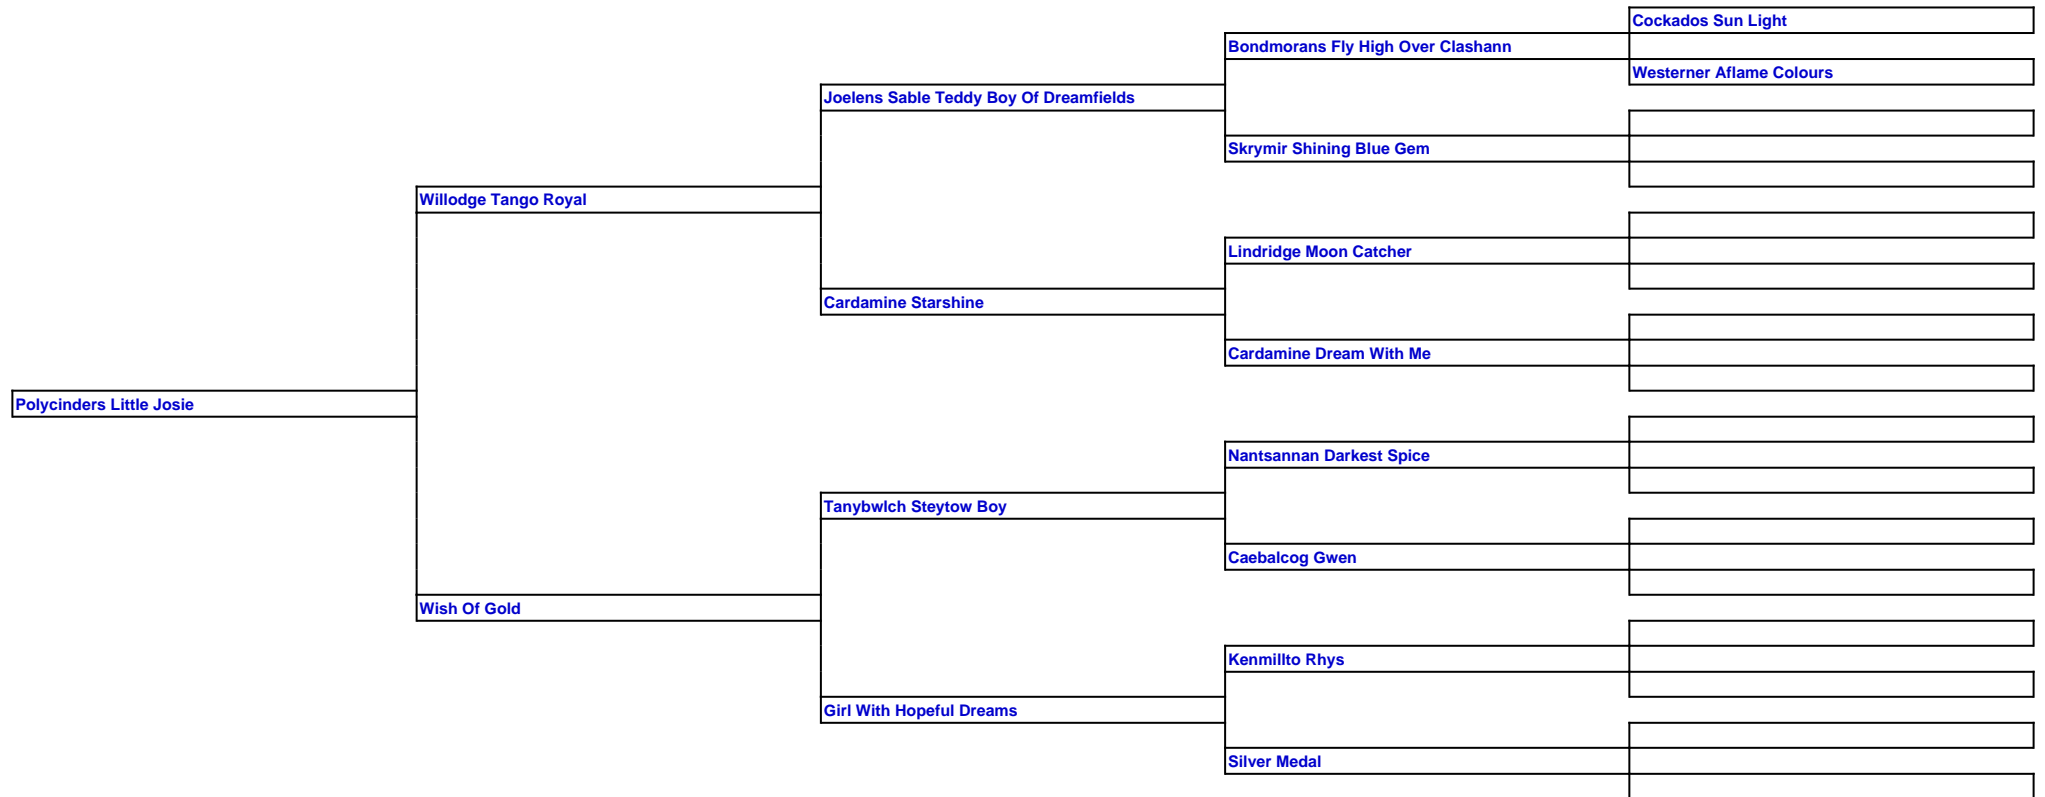 Cockados Sun Light
Bondmorans Fly High Over Clashann
Westerner Aflame Colours
Joelens Sable Teddy Boy Of Dreamfields
Skrymir Shining Blue Gem
Willodge Tango Royal
Lindridge Moon Catcher
Cardamine Starshine
Cardamine Dream With Me
Polycinders Little Josie
Nantsannan Darkest Spice
Tanybwlch Steytow Boy
Caebalcog Gwen
Wish Of Gold
Kenmillto Rhys
Girl With Hopeful Dreams
Silver Medal